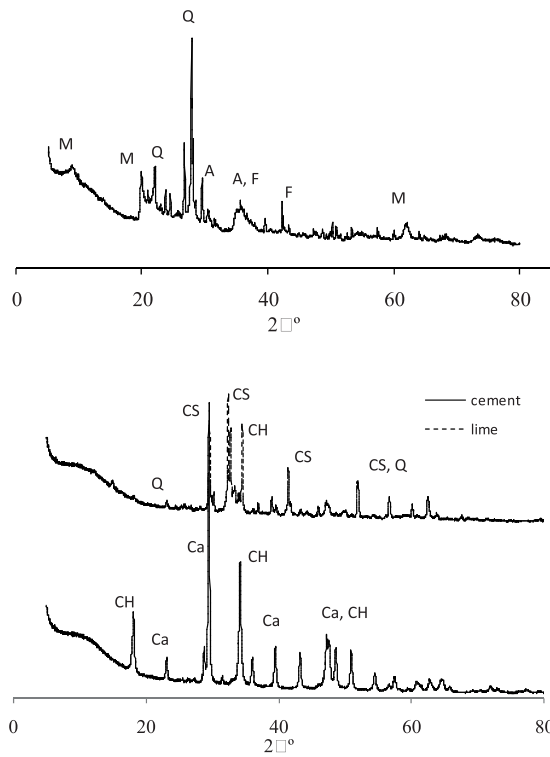 Q
M
M
Q
A
A, F
F
M
0 20 40 60 80
2□º
CS
CS
CH
cement
lime
Q
CS
CS, Q
Ca
CH
CH
Ca
Ca
Ca, CH
0 20 40 60 80
2□º